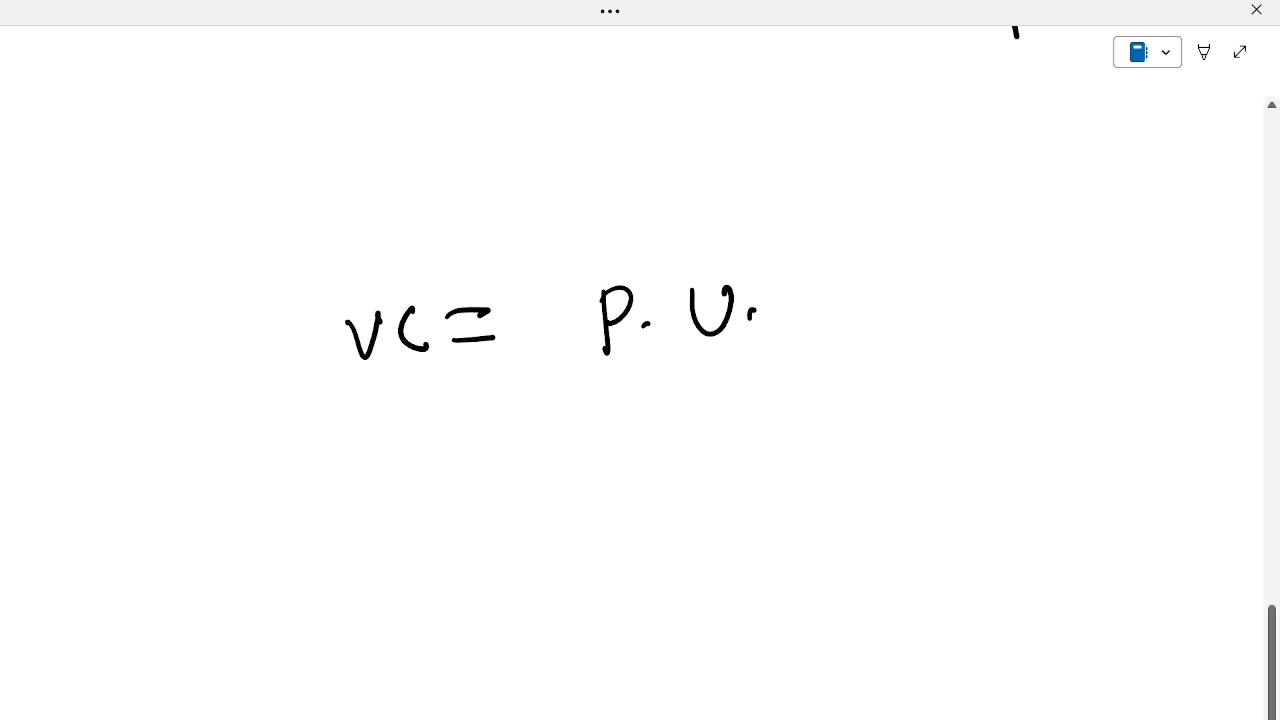 VC = P. U.